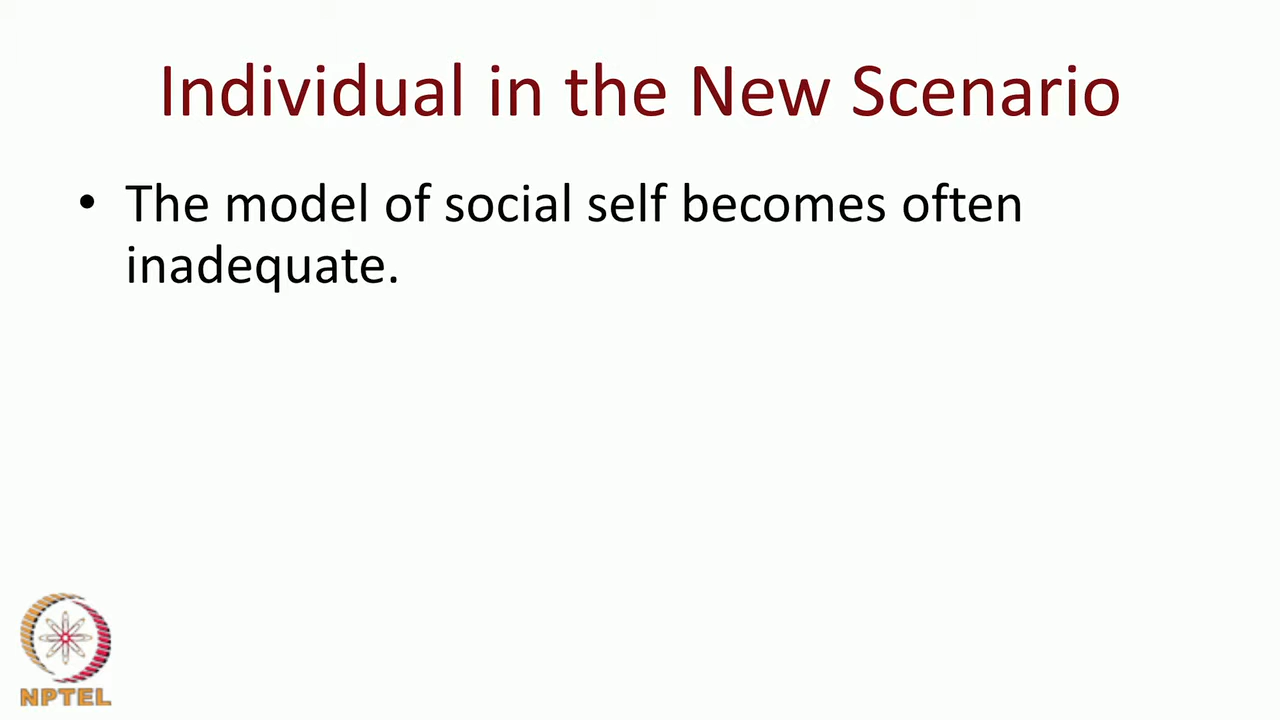 Individual in the New Scenario
• The model of social self becomes often
inadequate.
NPTEL